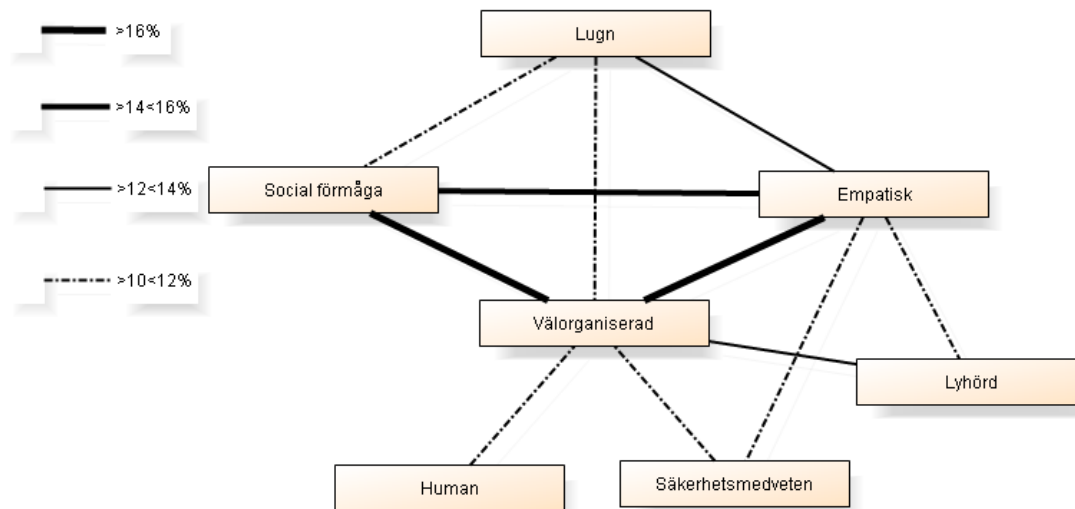 >16%
>14<16%
>12<14%
>10<12%
Lugn
Social förmåga
Empatisk
Välorganiserad
Lyhörd
Human
Säkerhetsmedveten